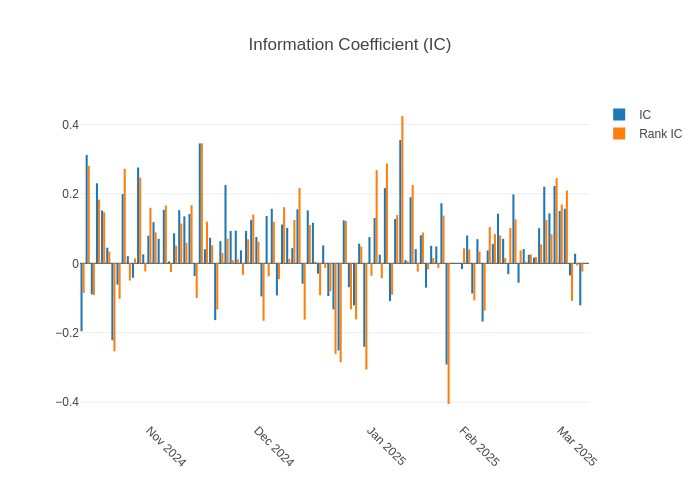 Information Coefficient (IC)
IC
Rank IC
0.4
0.2
0
−0.2
−0.4
Nov 2024
Dec 2024
Jan 2025
Feb 2025
Mar 2025